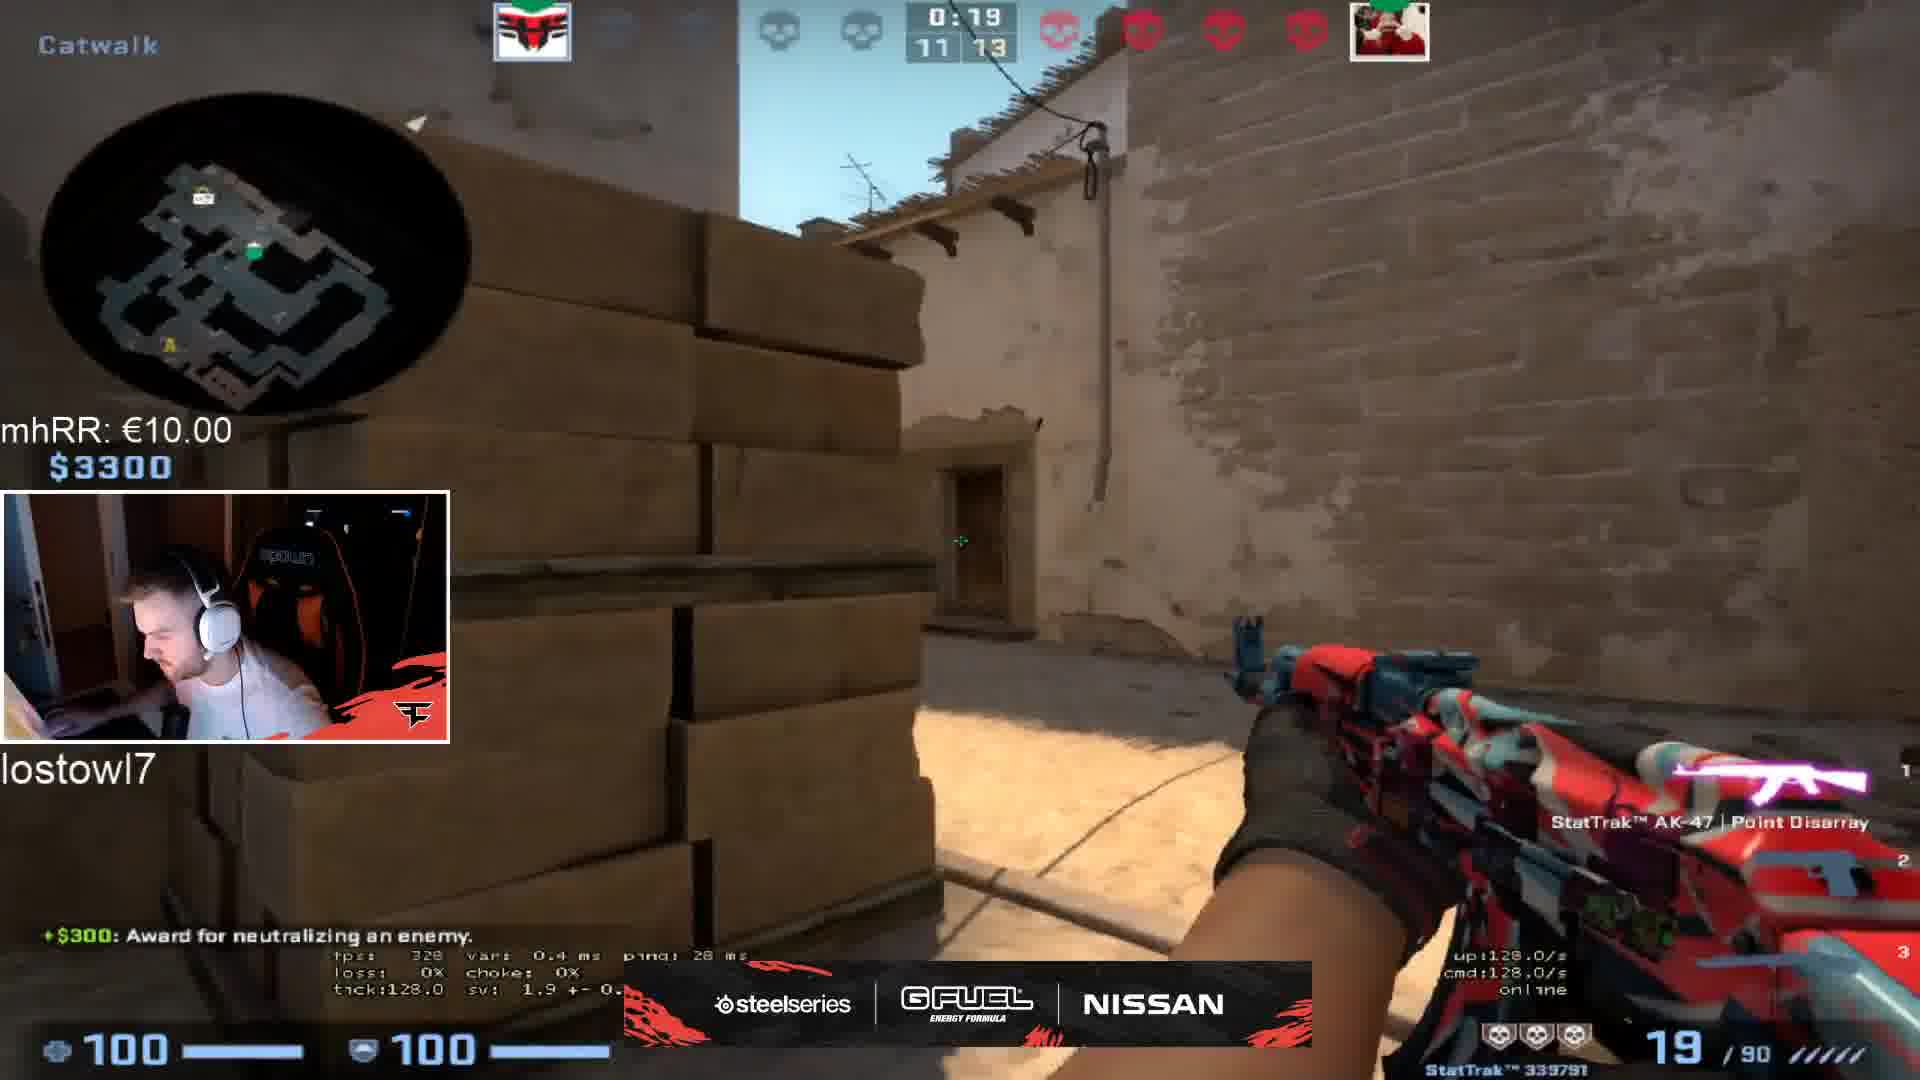 0:19
11 13
Catwalk
A
mhRR: €10.00
$3300
lostowl7
1
StatTrak™ AK-47 | Point Disarray
2
3
+$300: Award for neutralizing an enemy.
fps: 328 var: 0.4 ms ping: 28 ms
loss: 0% choke: 0%
tick:128.0 sv: 1.9 +- 0.
up:128.0/s
cmd:128.0/s
online
steelseries
GFUEL
ENERGY FORMULA
NISSAN
100
100
19 / 90
StatTrak™ 339791